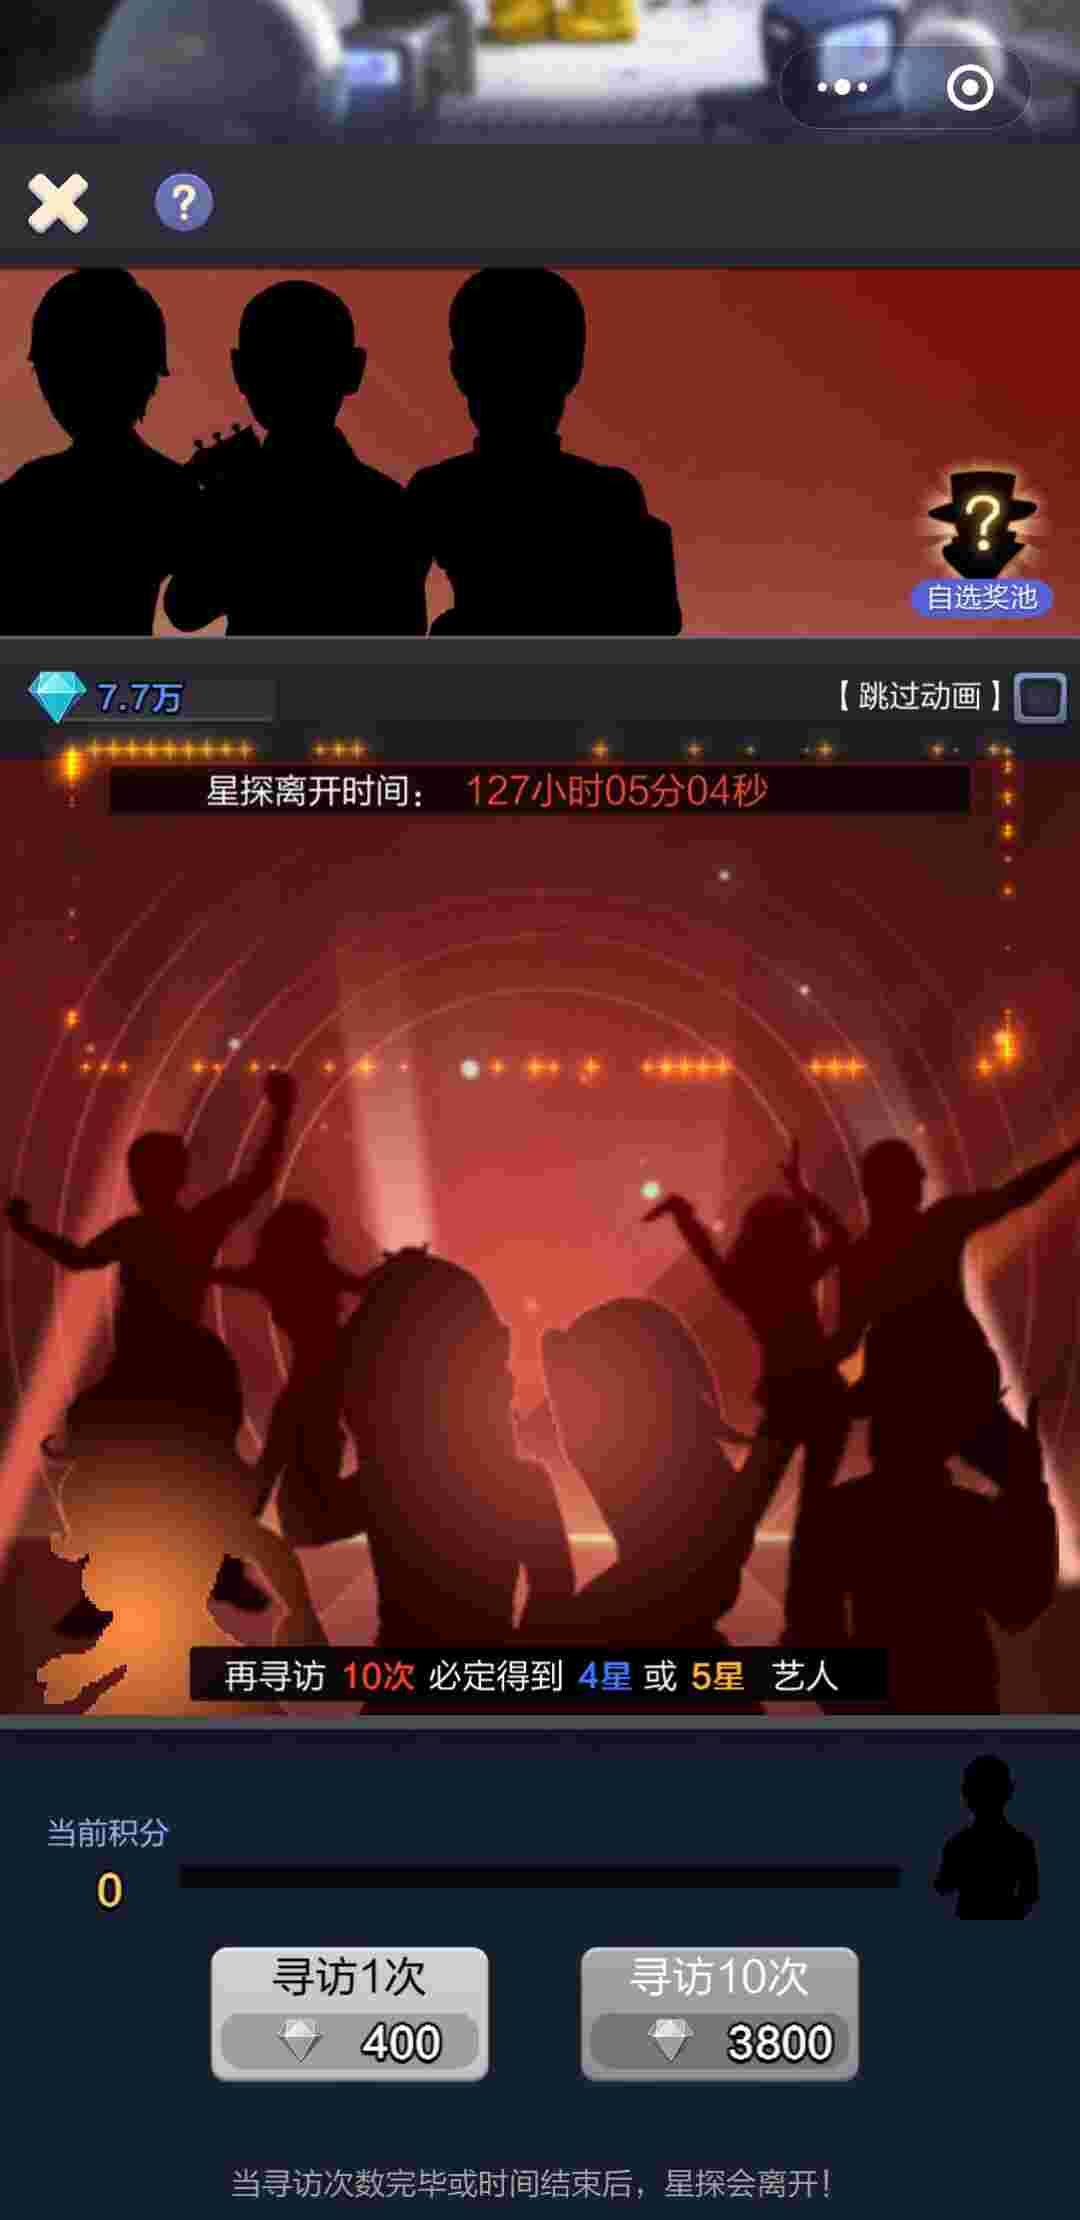 ?
?
自选奖池
7.7万
【跳过动画】
星探离开时间： 127小时05分04秒
再寻访 10次 必定得到 4星 或 5星 艺人
当前积分
0
寻访1次
400
寻访10次
3800
当寻访次数完毕或时间结束后，星探会离开！